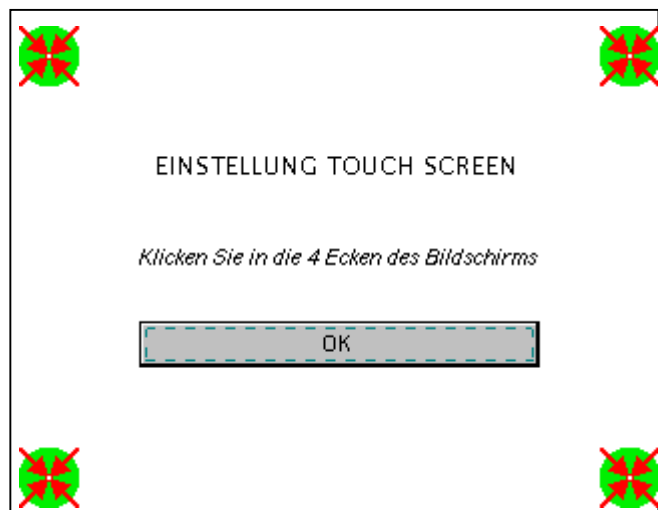 EINSTELLUNG TOUCH SCREEN
Klicken Sie in die 4 Ecken des Bildschirms
OK